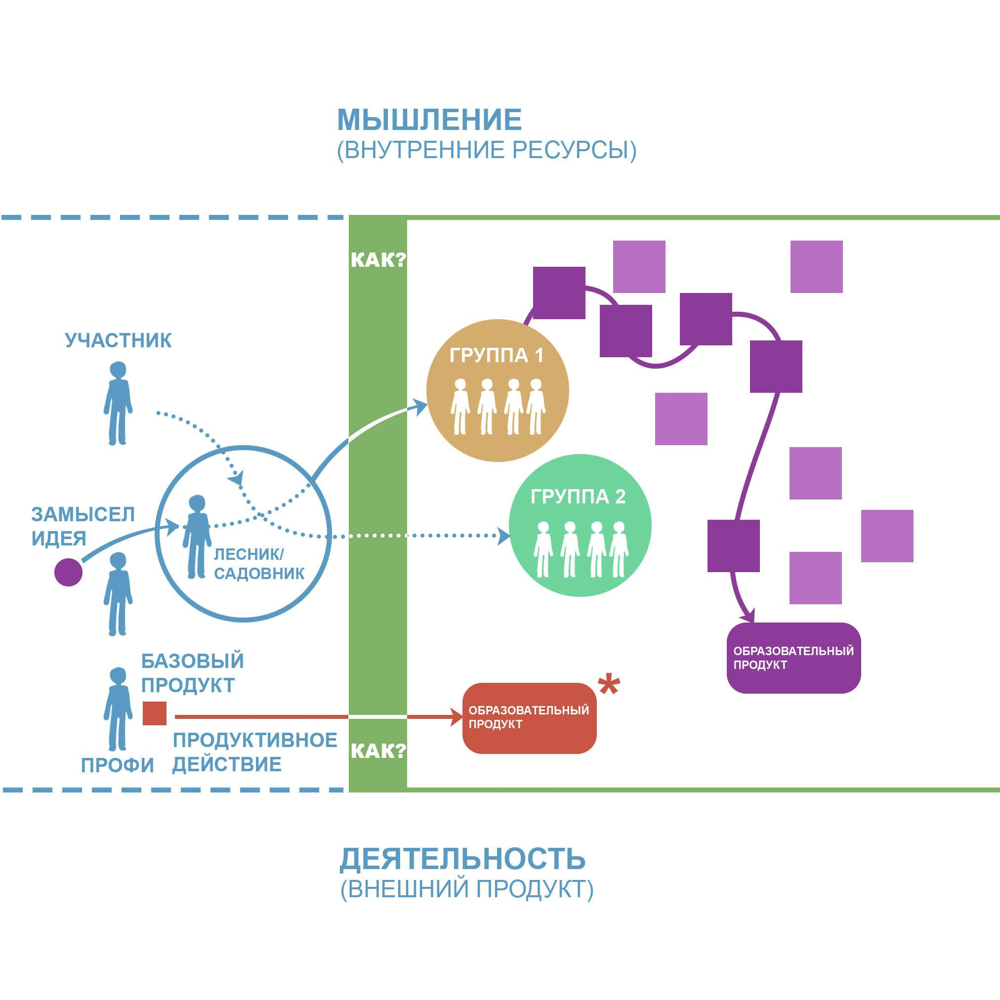 МЫШЛЕНИЕ
(ВНУТРЕННИЕ РЕСУРСЫ)
КАК?
УЧАСТНИК
ГРУППА 1
ГРУППА 2
ЗАМЫСЕЛ
ИДЕЯ
ЛЕСНИК/
САДОВНИК
БАЗОВЫЙ
ПРОДУКТ
ОБРАЗОВАТЕЛЬНЫЙ
ПРОДУКТ
*
ОБРАЗОВАТЕЛЬНЫЙ
ПРОДУКТ
ПРОДУКТИВНОЕ
ДЕЙСТВИЕ
КАК?
ПРОФИ
ДЕЯТЕЛЬНОСТЬ
(ВНЕШНИЙ ПРОДУКТ)